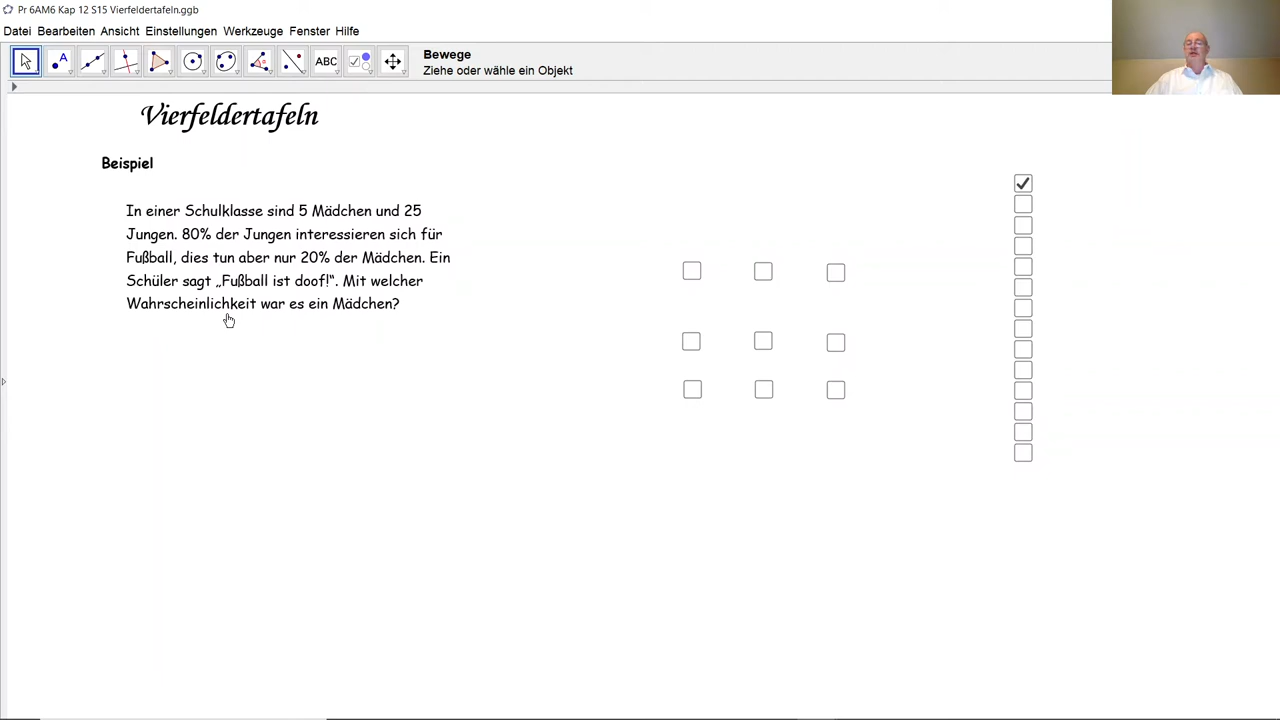 Pr 6AM6 Kap 12 S15 Vierfeldertafeln.ggb
Datei Bearbeiten Ansicht Einstellungen Werkzeuge Fenster Hilfe
A
ABC
Bewege
Ziehe oder wähle ein Objekt
Vierfeldertafeln
Beispiel
In einer Schulklasse sind 5 Mädchen und 25
Jungen. 80% der Jungen interessieren sich für
Fußball, dies tun aber nur 20% der Mädchen. Ein
Schüler sagt „Fußball ist doof!“. Mit welcher
Wahrscheinlichkeit war es ein Mädchen?